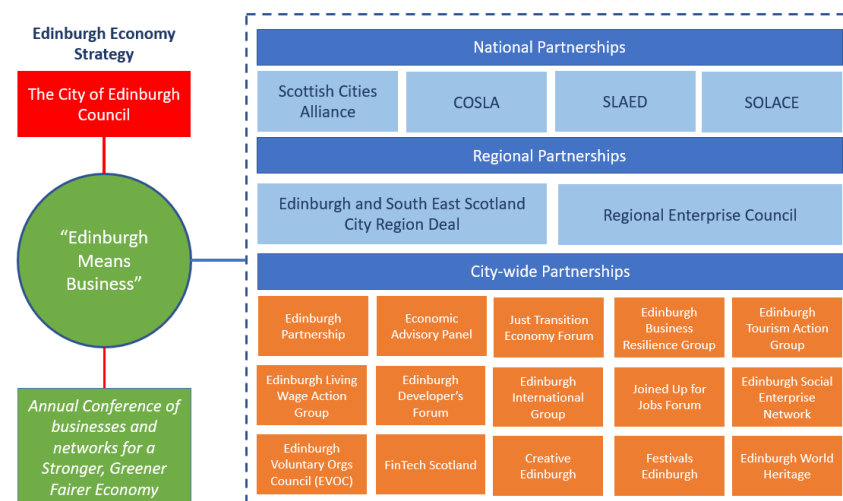 Edinburgh Economy
Strategy
The City of Edinburgh
Council
“Edinburgh
Means
Business”
Annual Conference of
businesses and
networks for a
Stronger, Greener
Fairer Economy
National Partnerships
Scottish Cities
Alliance
COSLA
SLAED
SOLACE
Regional Partnerships
Edinburgh and South East Scotland
City Region Deal
Regional Enterprise Council
City-wide Partnerships
Edinburgh
Partnership
Economic
Advisory Panel
Just Transition
Economy Forum
Edinburgh
Business
Resilience Group
Edinburgh
Tourism Action
Group
Edinburgh Living
Wage Action
Group
Edinburgh
Developer’s
Forum
Edinburgh
International
Group
Joined Up for
Jobs Forum
Edinburgh Social
Enterprise
Network
Edinburgh
Voluntary Orgs
Council (EVOC)
FinTech Scotland
Creative
Edinburgh
Festivals
Edinburgh
Edinburgh World
Heritage